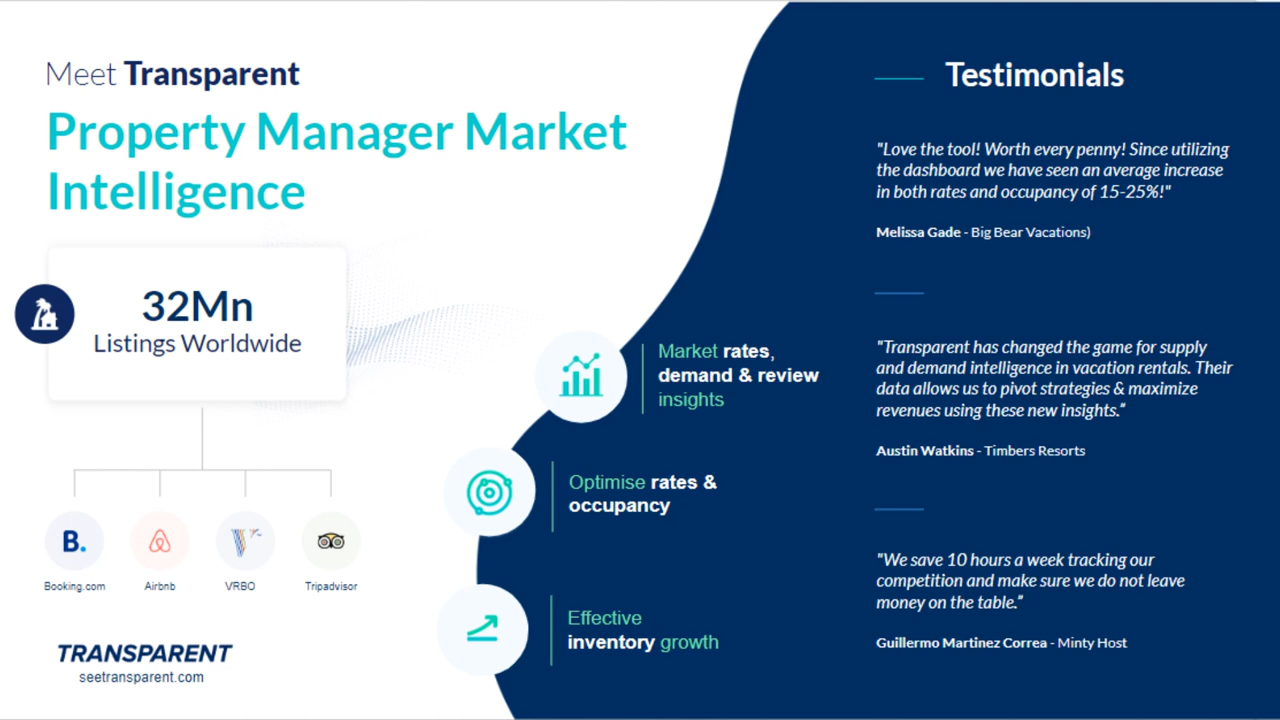 Meet Transparent
Property Manager Market
Intelligence
32Mn
Listings Worldwide
B.
Booking.com
Airbnb
VRBO
Tripadvisor
TRANSPARENT
seetransparent.com
Market rates,
demand & review
insights
Optimise rates &
occupancy
Effective
inventory growth
Testimonials
"Love the tool! Worth every penny! Since utilizing
the dashboard we have seen an average increase
in both rates and occupancy of 15-25%!"
Melissa Gade - Big Bear Vacations)
"Transparent has changed the game for supply
and demand intelligence in vacation rentals. Their
data allows us to pivot strategies & maximize
revenues using these new insights."
Austin Watkins - Timbers Resorts
"We save 10 hours a week tracking our
competition and make sure we do not leave
money on the table."
Guillermo Martinez Correa - Minty Host